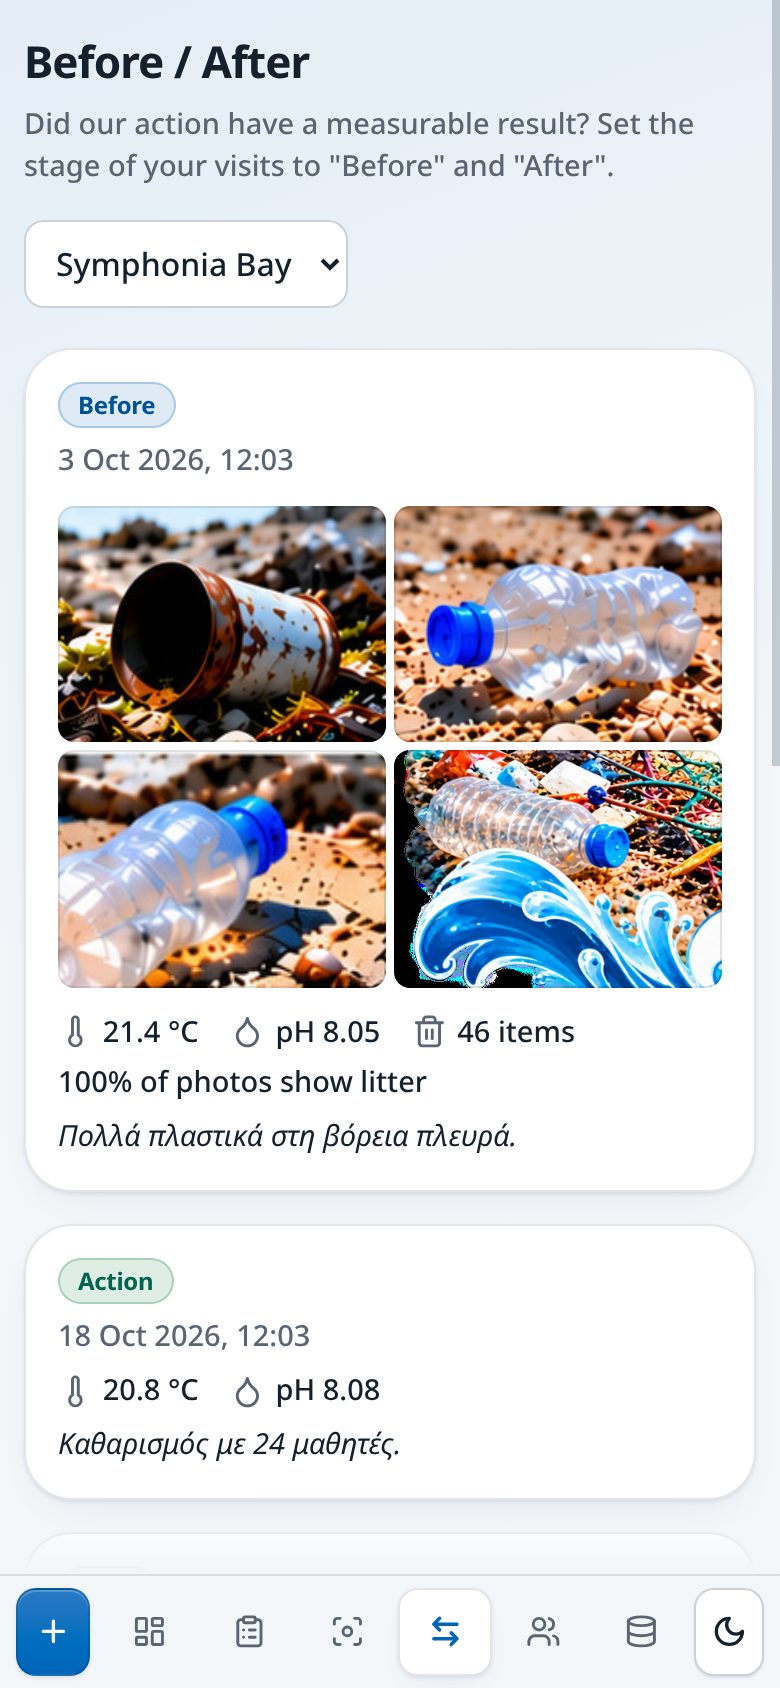 Before / After
Did our action have a measurable result? Set the
stage of your visits to "Before" and "After".
Symphonia Bay
Before
3 Oct 2026, 12:03
21.4 °C pH 8.05 46 items
100% of photos show litter
Πολλά πλαστικά στη βόρεια πλευρά.
Action
18 Oct 2026, 12:03
20.8 °C pH 8.08
Καθαρισμός με 24 μαθητές.